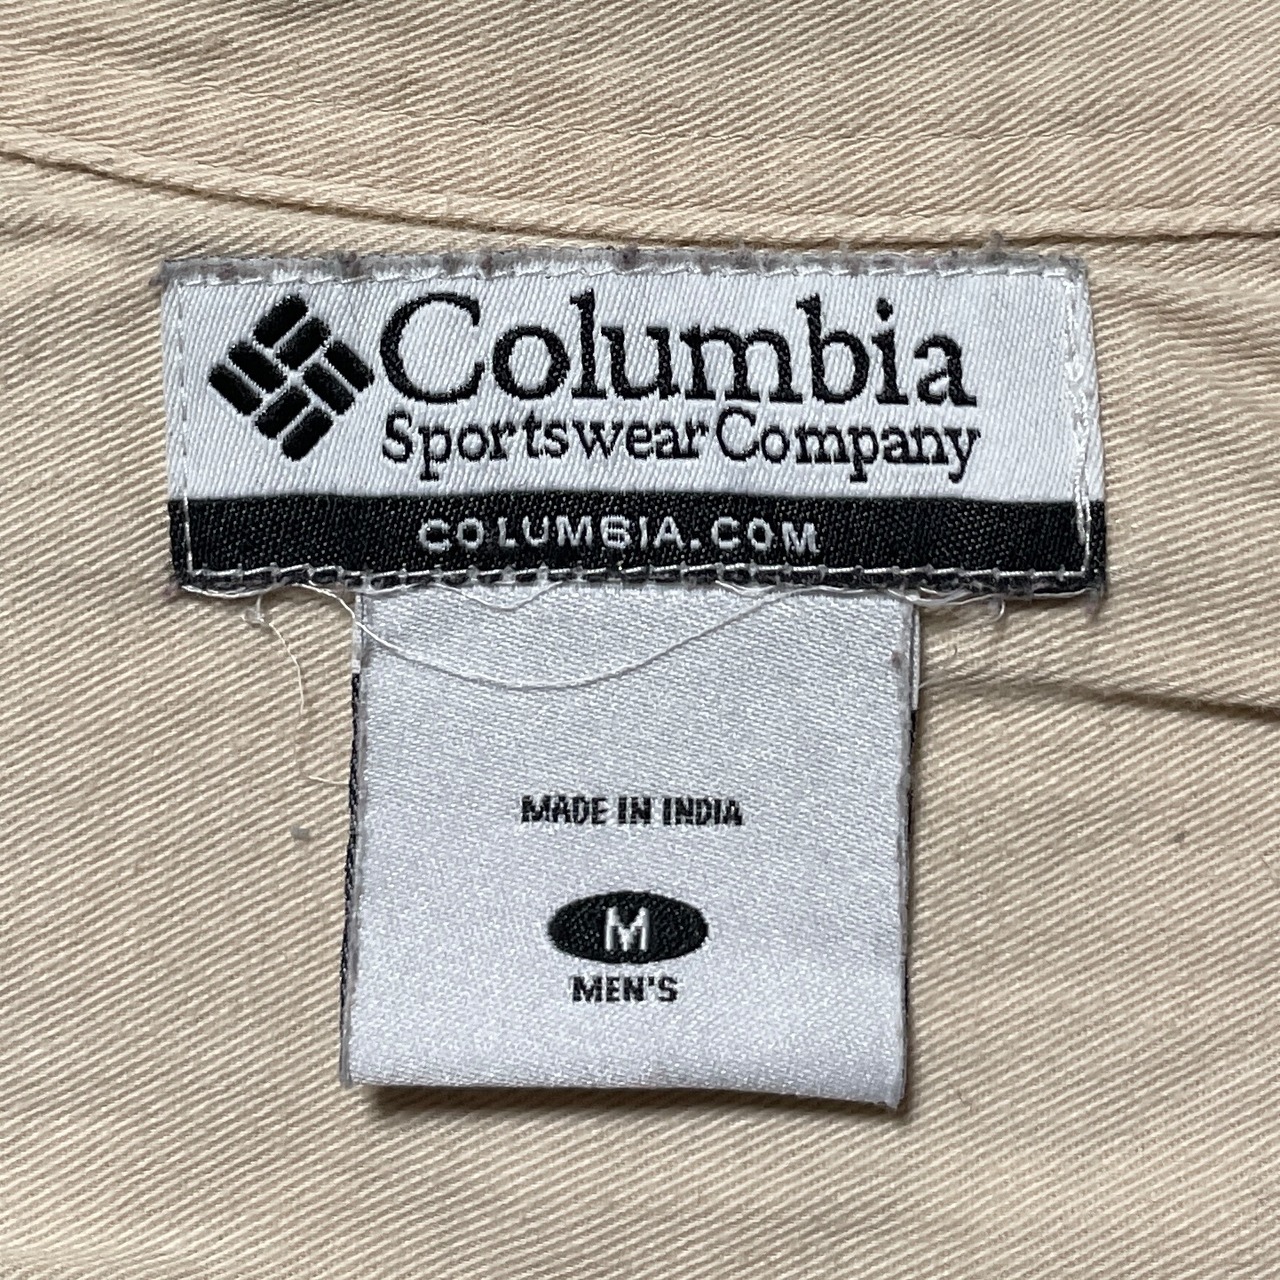 Columbia
Sportswear Company
COLUMBIA.COM
MADE IN INDIA
M
MEN'S